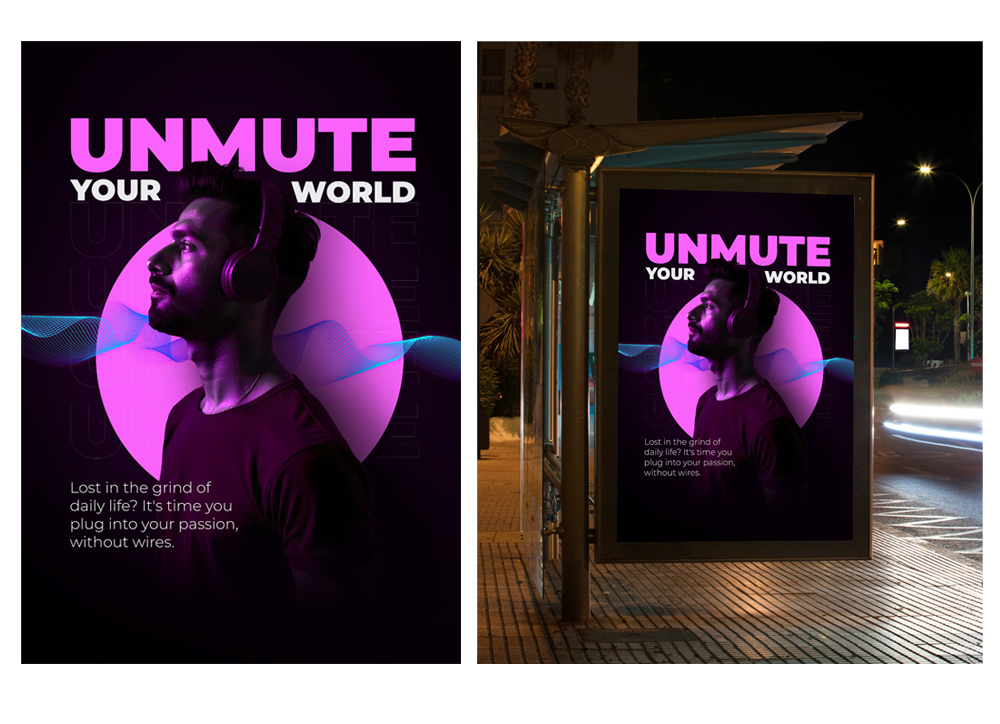 UNMUTE
YOUR WORLD
Lost in the grind of
daily life? It's time you
plug into your passion,
without wires.
UNMUTE
YOUR WORLD
Lost in the grind of
daily life? It's time you
plug into your passion,
without wires.